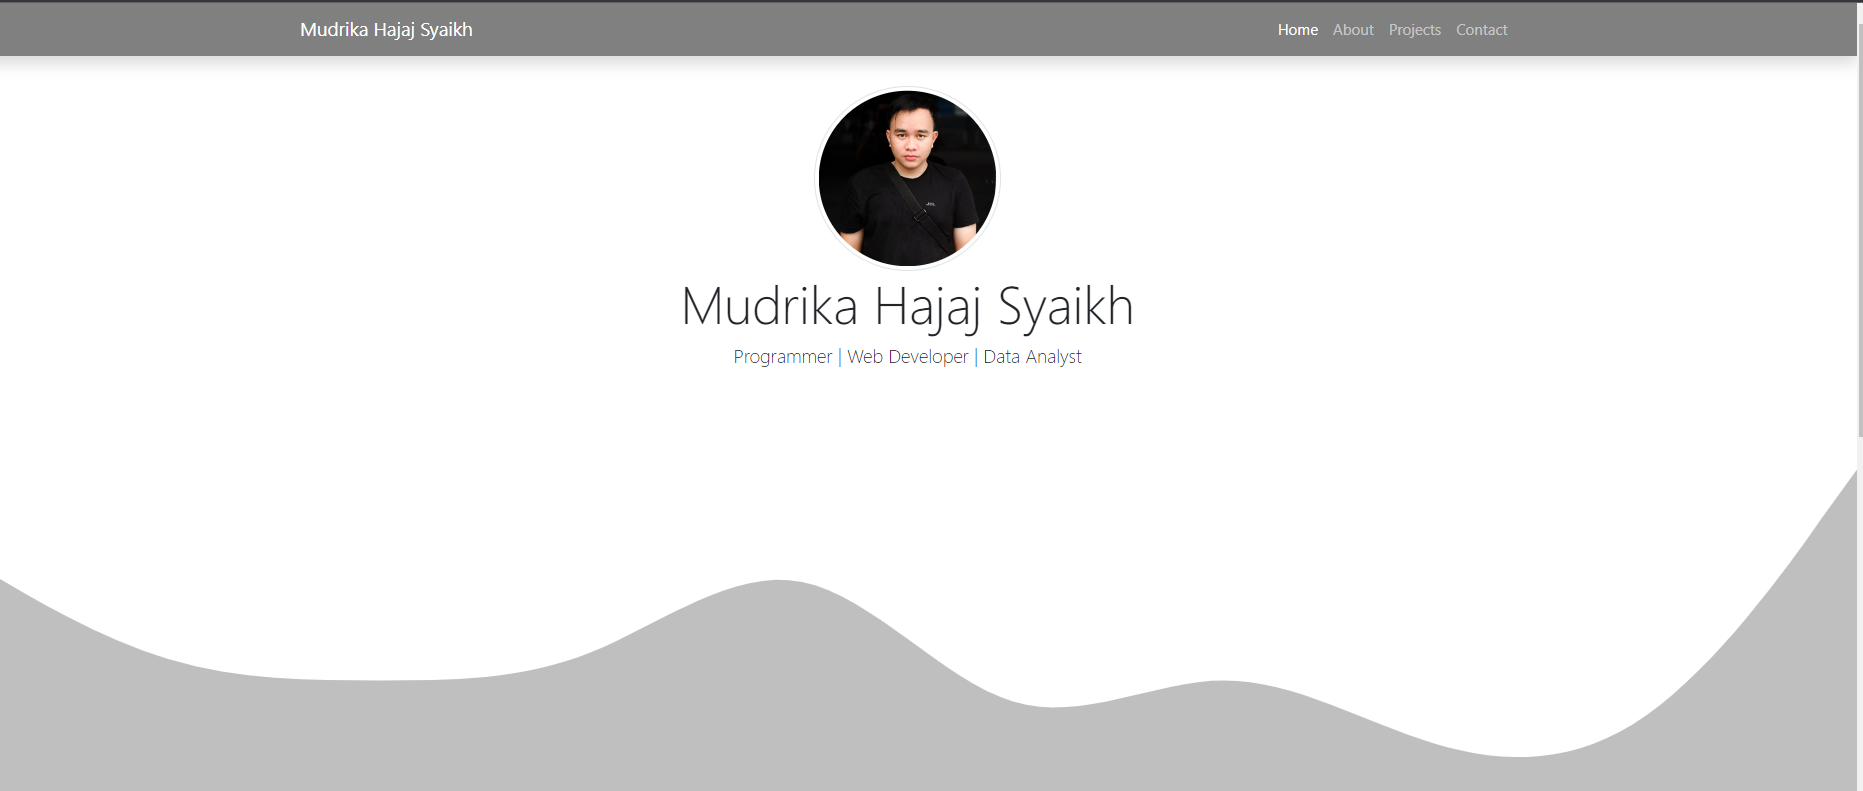 Mudrika Hajaj Syaikh
Home About Projects Contact
Mudrika Hajaj Syaikh
Programmer | Web Developer | Data Analyst